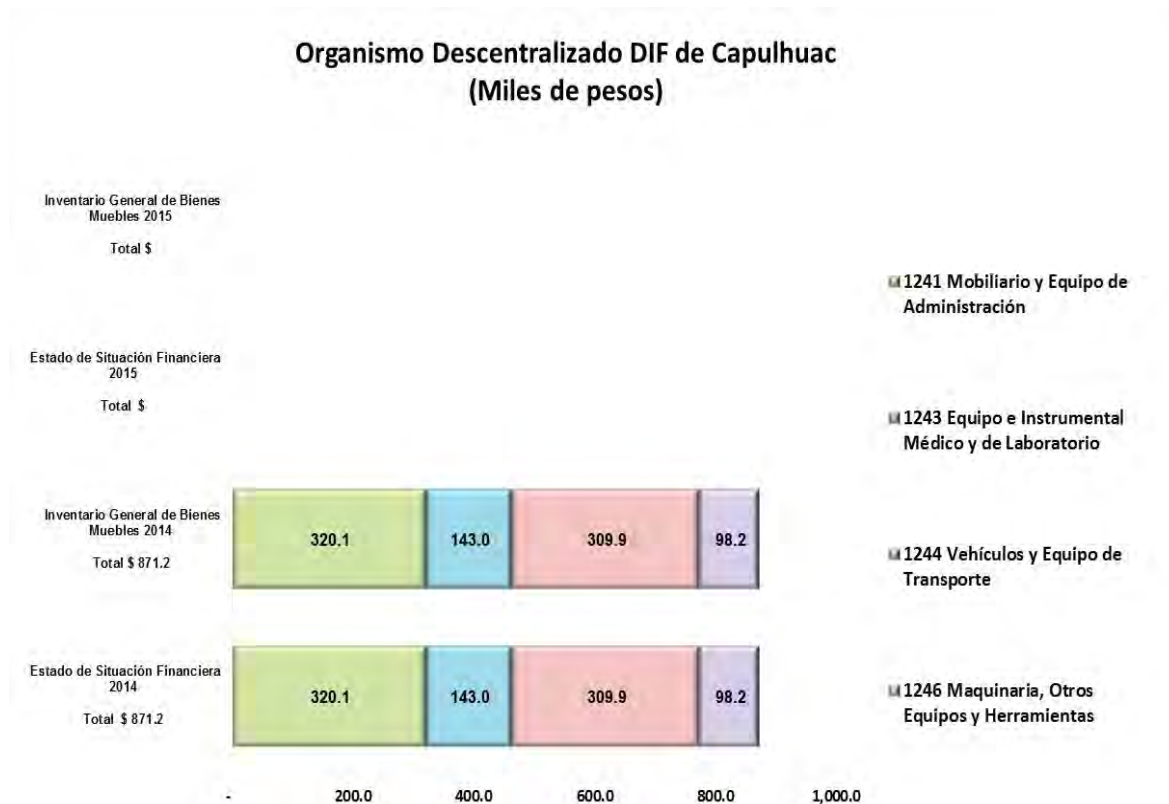 Organismo Descentralizado DIF de Capulhuac
(Miles de pesos)
Inventario General de Bienes
Muebles 2015
Total $
Estado de Situación Financiera
2015
Total $
Inventario General de Bienes
Muebles 2014
Total $ 871.2
320.1 143.0 309.9 98.2
Estado de Situación Financiera
2014
Total $ 871.2
320.1 143.0 309.9 98.2
- 200.0 400.0 600.0 800.0 1,000.0
1241 Mobiliario y Equipo de
Administración
1243 Equipo e Instrumental
Médico y de Laboratorio
1244 Vehículos y Equipo de
Transporte
1246 Maquinaria, Otros
Equipos y Herramientas